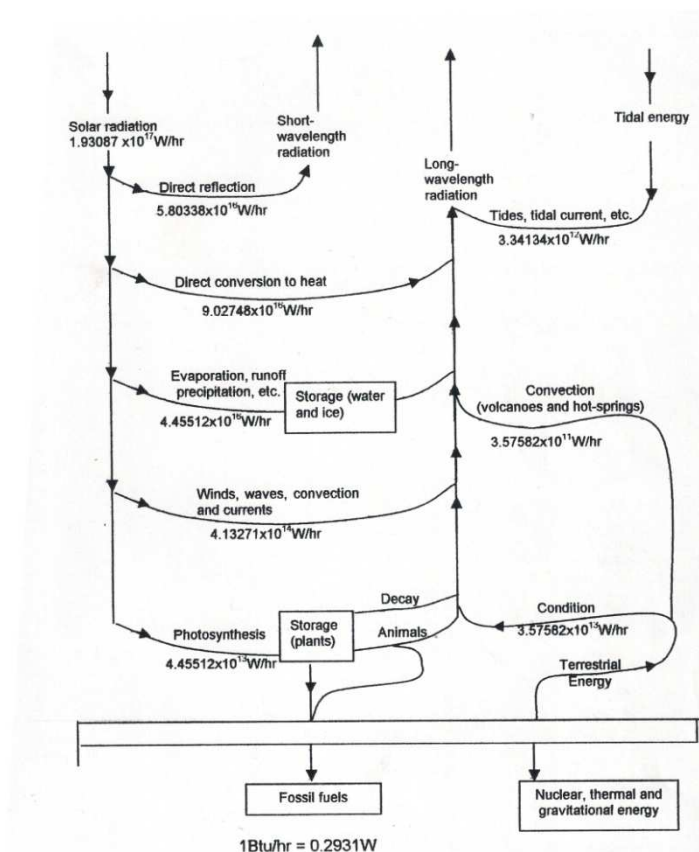 Solar radiation
1.93087 x10¹⁷W/hr
Short-
wavelength
radiation
Tidal energy
Long-
wavelength
radiation
Direct reflection
5.80338x10¹⁶W/hr
Tides, tidal current, etc.
3.34134x10¹²W/hr
Direct conversion to heat
9.02748x10¹⁶W/hr
Evaporation, runoff
precipitation, etc.
4.45512x10¹⁶W/hr
Storage (water
and ice)
Convection
(volcanoes and hot-springs)
3.57582x10¹¹W/hr
Winds, waves, convection
and currents
4.13271x10¹⁴W/hr
Decay
Photosynthesis
4.45512x10¹³W/hr
Storage
(plants)
Animals
Condition
3.57582x10¹³W/hr
Terrestrial
Energy
Fossil fuels
Nuclear, thermal and
gravitational energy
1Btu/hr = 0.2931W